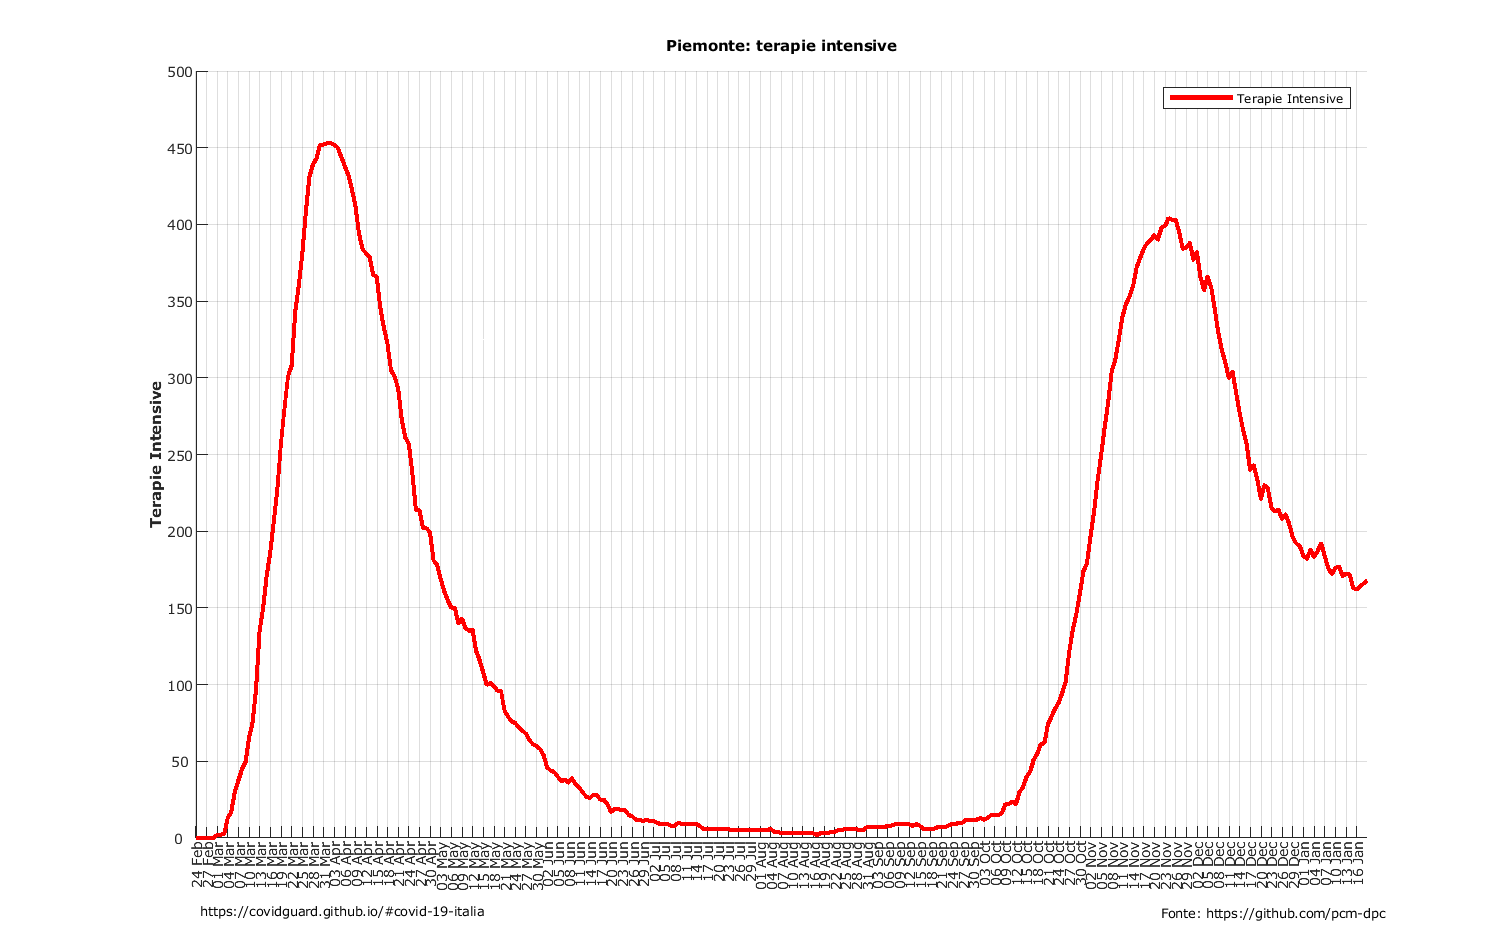 Piemonte: terapie intensive
Terapie Intensive
500
450
400
350
300
250
200
150
100
50
0
Terapie Intensive
24 Feb
27 Feb
01 Mar
04 Mar
07 Mar
10 Mar
13 Mar
16 Mar
19 Mar
22 Mar
25 Mar
28 Mar
31 Mar
03 Apr
06 Apr
09 Apr
12 Apr
15 Apr
18 Apr
21 Apr
24 Apr
27 Apr
30 Apr
03 May
06 May
09 May
12 May
15 May
18 May
21 May
24 May
27 May
30 May
02 Jun
05 Jun
08 Jun
11 Jun
14 Jun
17 Jun
20 Jun
23 Jun
26 Jun
29 Jun
02 Jul
05 Jul
08 Jul
11 Jul
14 Jul
17 Jul
20 Jul
23 Jul
26 Jul
29 Jul
01 Aug
04 Aug
07 Aug
10 Aug
13 Aug
16 Aug
19 Aug
22 Aug
25 Aug
28 Aug
31 Aug
03 Sep
06 Sep
09 Sep
12 Sep
15 Sep
18 Sep
21 Sep
24 Sep
27 Sep
30 Sep
03 Oct
06 Oct
09 Oct
12 Oct
15 Oct
18 Oct
21 Oct
24 Oct
27 Oct
30 Oct
02 Nov
05 Nov
08 Nov
11 Nov
14 Nov
17 Nov
20 Nov
23 Nov
26 Nov
29 Nov
02 Dec
05 Dec
08 Dec
11 Dec
14 Dec
17 Dec
20 Dec
23 Dec
26 Dec
29 Dec
01 Jan
04 Jan
07 Jan
10 Jan
13 Jan
16 Jan
https://covidguard.github.io/#covid-19-italia
Fonte: https://github.com/pcm-dpc